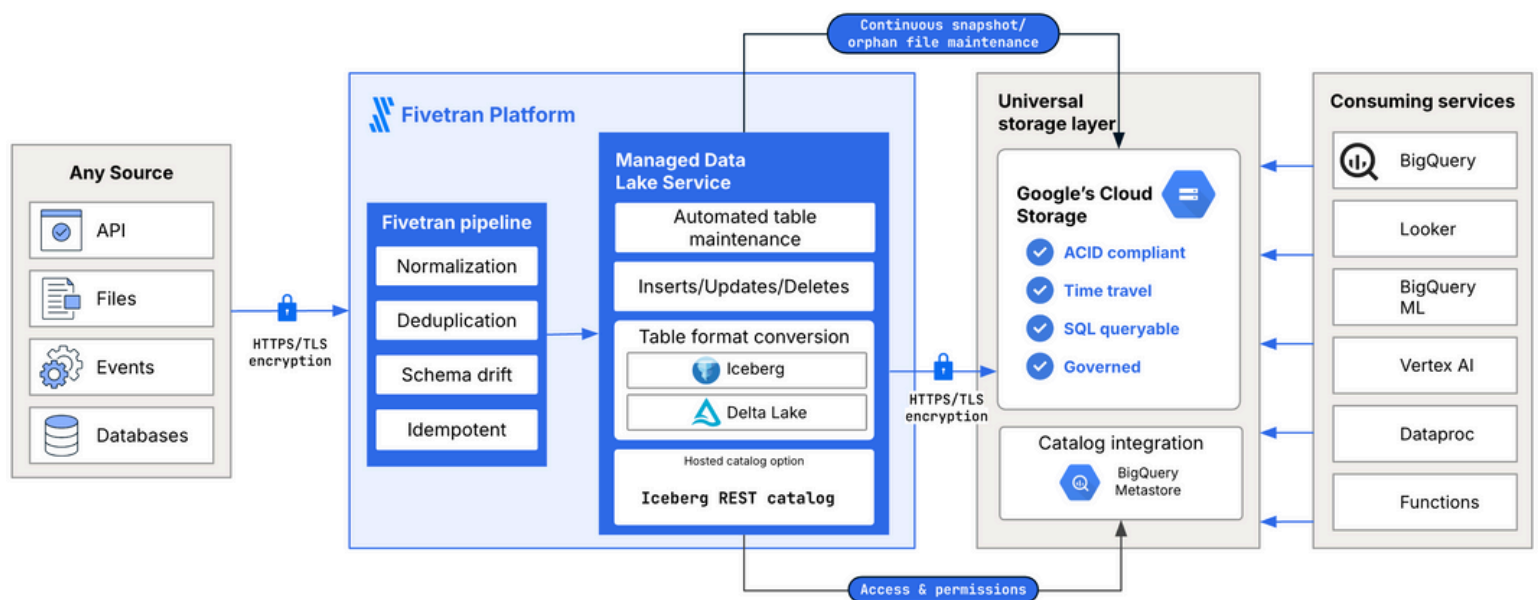 Continuous snapshot/
orphan file maintenance
Any Source
API
Files
Events
Databases
HTTPS/TLS
encryption
Fivetran Platform
Fivetran pipeline
Normalization
Deduplication
Schema drift
Idempotent
Managed Data
Lake Service
Automated table
maintenance
Inserts/Updates/Deletes
Table format conversion
Iceberg
Delta Lake
Hosted catalog option
Iceberg REST catalog
HTTPS/TLS
encryption
Universal
storage layer
Google's Cloud
Storage
ACID compliant
Time travel
SQL queryable
Governed
Catalog integration
BigQuery
Metastore
Consuming services
BigQuery
Looker
BigQuery
ML
Vertex AI
Dataproc
Functions
Access & permissions